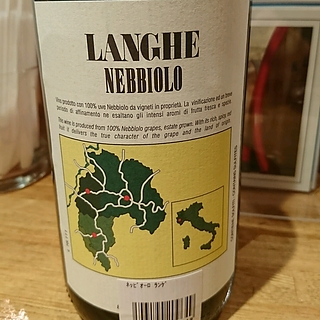 LANGHE
NEBBIOLO
Vino prodotto con 100% uve Nebbiolo da vigneti in proprietà. La vinificazione ed un breve
periodo di affinamento ne esaltano gli intensi aromi di frutta fresca e spezie.
This wine is produced from 100% Nebbiolo grapes, estate grown. With its rich, spicy
it delivers the true character of the grape and the land of origin.
ネッビオーロ ランゲ